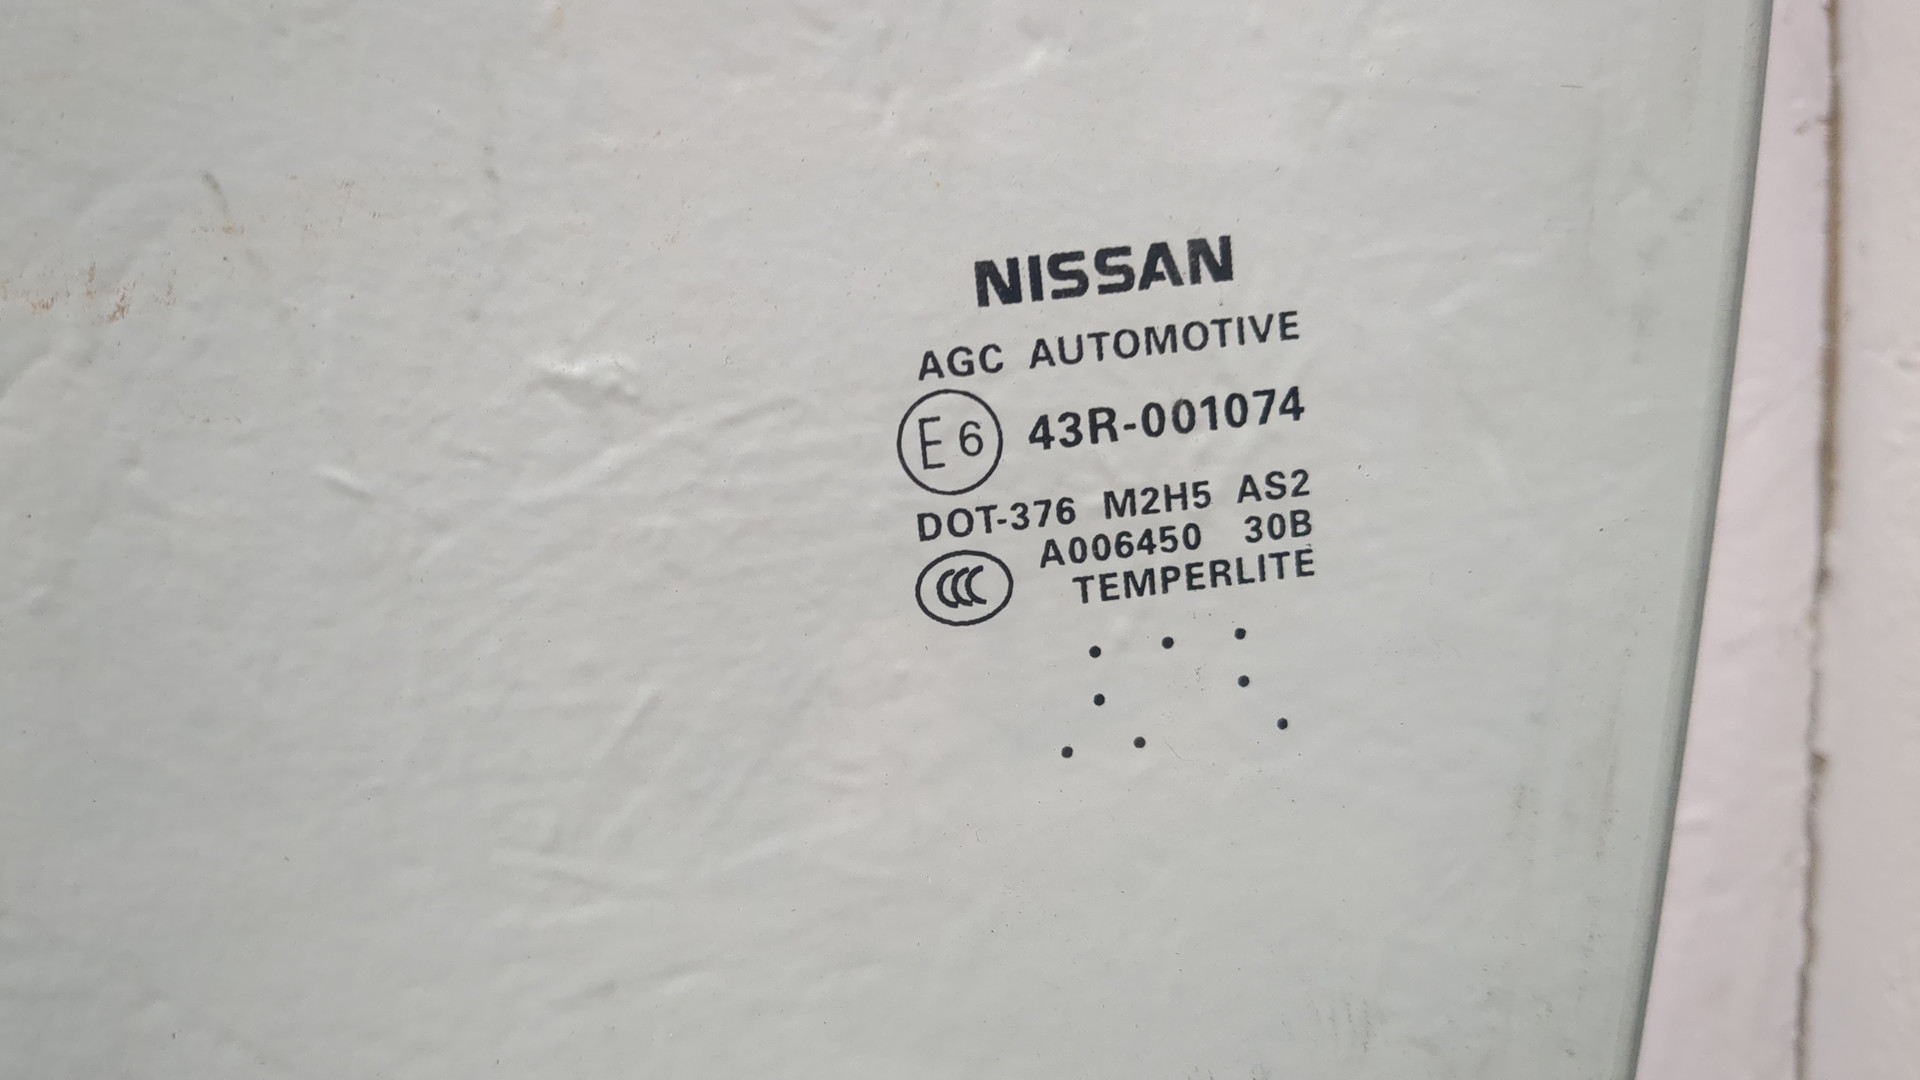 NISSAN
AGC AUTOMOTIVE
E6 43R-001074
DOT-376 M2H5 AS2
A006450 30B
CCC TEMPERLITE